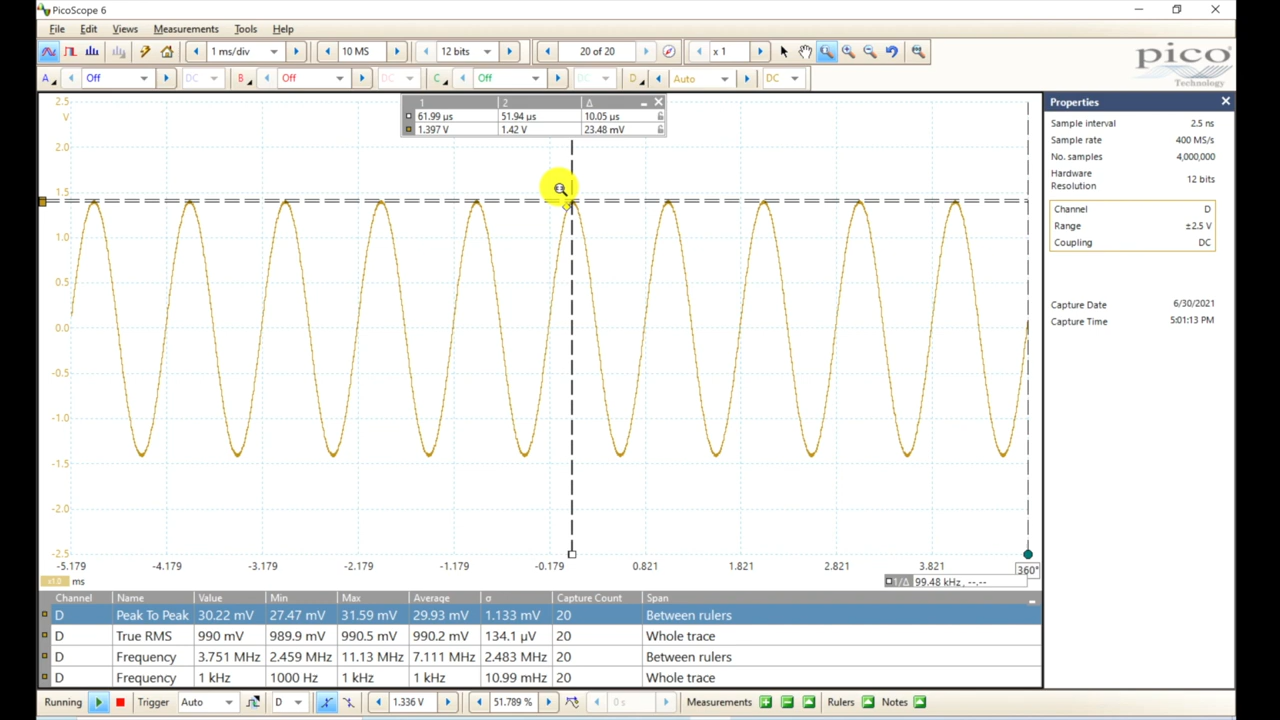 PicoScope 6
File Edit Views Measurements Tools Help
1 ms/div 10 MS 12 bits 20 of 20 x 1
A Off DC B Off DC C Off DC D Auto DC
pico
Technology
1 2 Δ
61.99 µs 51.94 µs 10.05 µs
1.397 V 1.42 V 23.48 mV
2.5
V
2.0
1.5
1.0
0.5
0.0
-0.5
-1.0
-1.5
-2.0
-2.5
-5.179 -4.179 -3.179 -2.179 -1.179 -0.179 0.821 1.821 2.821 3.821 360°
x1.0 ms
1/Δ 99.48 kHz , --.--
Properties
Sample interval 2.5 ns
Sample rate 400 MS/s
No. samples 4,000,000
Hardware
Resolution 12 bits
Channel D
Range ±2.5 V
Coupling DC
Capture Date 6/30/2021
Capture Time 5:01:13 PM
Channel Name Value Min Max Average σ Capture Count Span
D Peak To Peak 30.22 mV 27.47 mV 31.59 mV 29.93 mV 1.133 mV 20 Between rulers
D True RMS 990 mV 989.9 mV 990.5 mV 990.2 mV 134.1 µV 20 Whole trace
D Frequency 3.751 MHz 2.459 MHz 11.13 MHz 7.111 MHz 2.483 MHz 20 Between rulers
D Frequency 1 kHz 1000 Hz 1 kHz 1 kHz 10.99 mHz 20 Whole trace
Running Trigger Auto D 1.336 V 51.789 % 0 s Measurements Rulers Notes